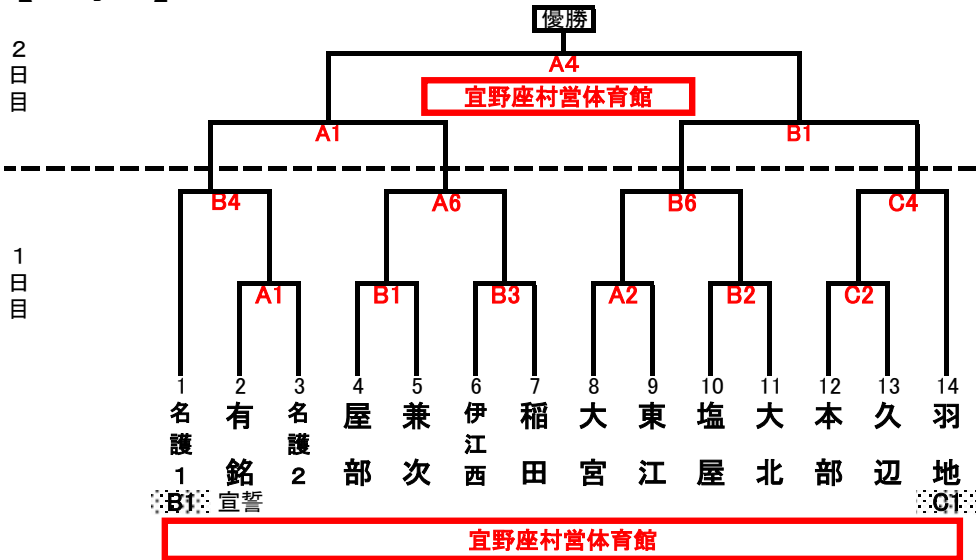 優勝
2日目
A4
宜野座村営体育館
A1
B1
B4
A6
B6
C4
1日目
A1
B1
B3
A2
B2
C2
1 2 3 4 5 6 7 8 9 10 11 12 13 14
名護1
有銘
名護2
屋部
兼次
伊江西
稲田
大宮
東江
塩屋
大北
本部
久辺
羽地
B1 宣誓
C1
宜野座村営体育館